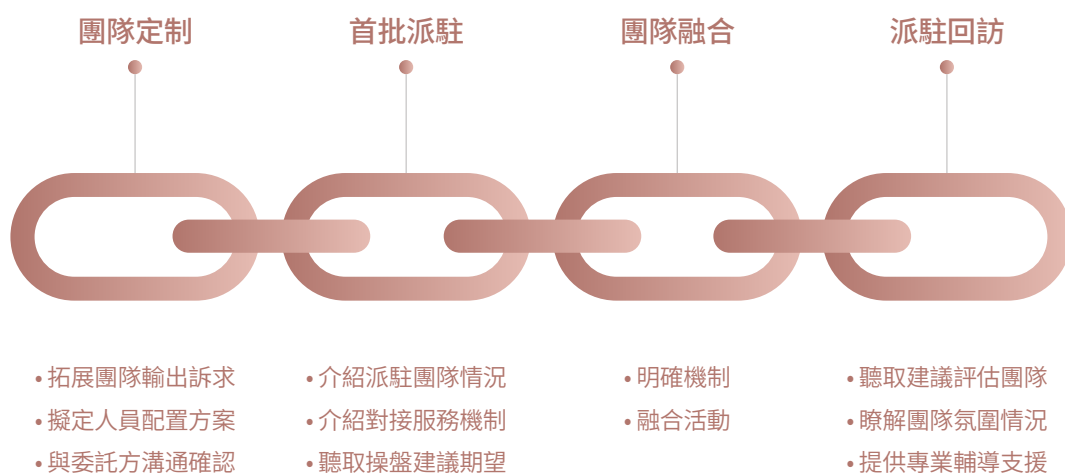 團隊定制
首批派駐
團隊融合
派駐回訪
• 拓展團隊輸出訴求
• 擬定人員配置方案
• 與委託方溝通確認
• 介紹派駐團隊情況
• 介紹對接服務機制
• 聽取操盤建議期望
• 明確機制
• 融合活動
• 聽取建議評估團隊
• 瞭解團隊氛圍情況
• 提供專業輔導支援